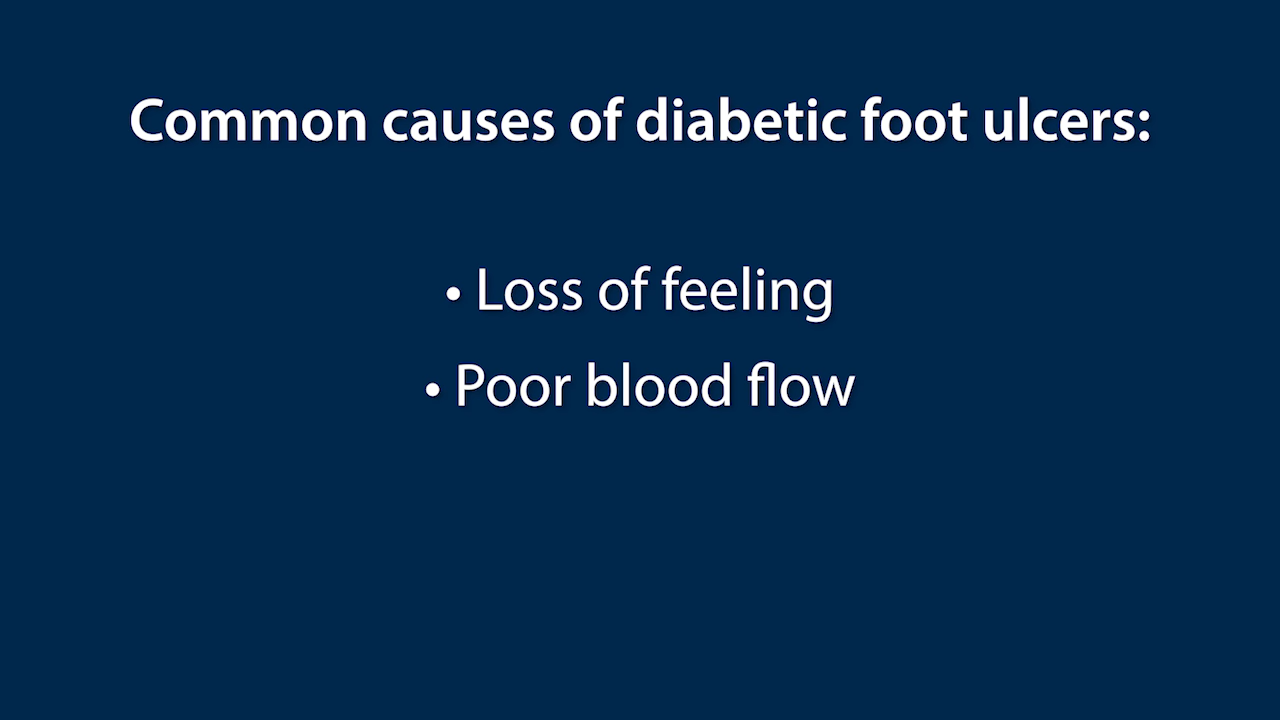 Common causes of diabetic foot ulcers:
• Loss of feeling
• Poor blood flow